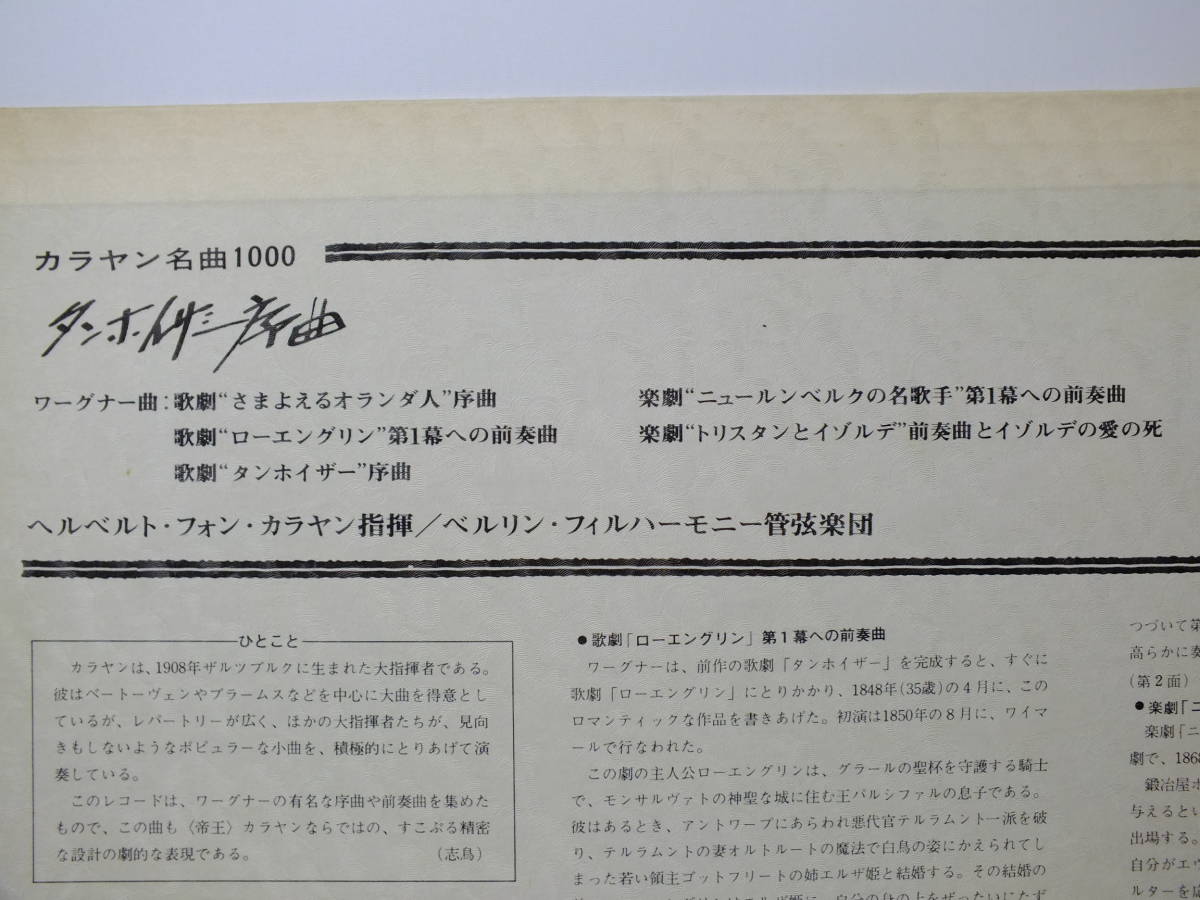 カラヤン名曲1000
タンホイザー序曲
ワーグナー曲：歌劇“さまよえるオランダ人”序曲
歌劇“ローエングリン”第1幕への前奏曲
歌劇“タンホイザー”序曲
楽劇“ニュールンベルクの名歌手”第1幕への前奏曲
楽劇“トリスタンとイゾルデ”前奏曲とイゾルデの愛の死
ヘルベルト・フォン・カラヤン指揮／ベルリン・フィルハーモニー管弦楽団
ひとこと
カラヤンは、1908年ザルツブルクに生まれた大指揮者である。
彼はベートーヴェンやブラームスなどを中心に大曲を得意とし
ているが、レパートリーが広く、ほかの大指揮者たちが、見向
きもしないようなポピュラーな小曲を、積極的にとりあげて演
奏している。
このレコードは、ワーグナーの有名な序曲や前奏曲を集めた
もので、この曲も〈帝王〉カラヤンならではの、すこぶる精密
な設計の劇的な表現である。（志鳥）
●歌劇「ローエングリン」第1幕への前奏曲
ワーグナーは、前作の歌劇「タンホイザー」を完成すると、すぐに
歌劇「ローエングリン」にとりかかり、1848年(35歳)の4月に、この
ロマンティックな作品を書きあげた。初演は1850年の8月に、ワイマ
ールで行なわれた。
この劇の主人公ローエングリンは、グラールの聖杯を守護する騎士
で、モンサルヴァトの神聖な城に住む王パルシファルの息子である。
彼はあるとき、アントワープにあらわれ悪代官テルラムント一派を破
り、テルラムントの妻オルトルートの魔法で白鳥の姿にかえられてし
まった若い領主ゴットフリートの姉エルザ姫と結婚する。その結婚の
つづいて第
高らかに奏
(第2面)
●楽劇「ニ
楽劇「ニ
劇で、1868
鍛冶屋ポ
与えるとい
出場する。
自分がエヴ